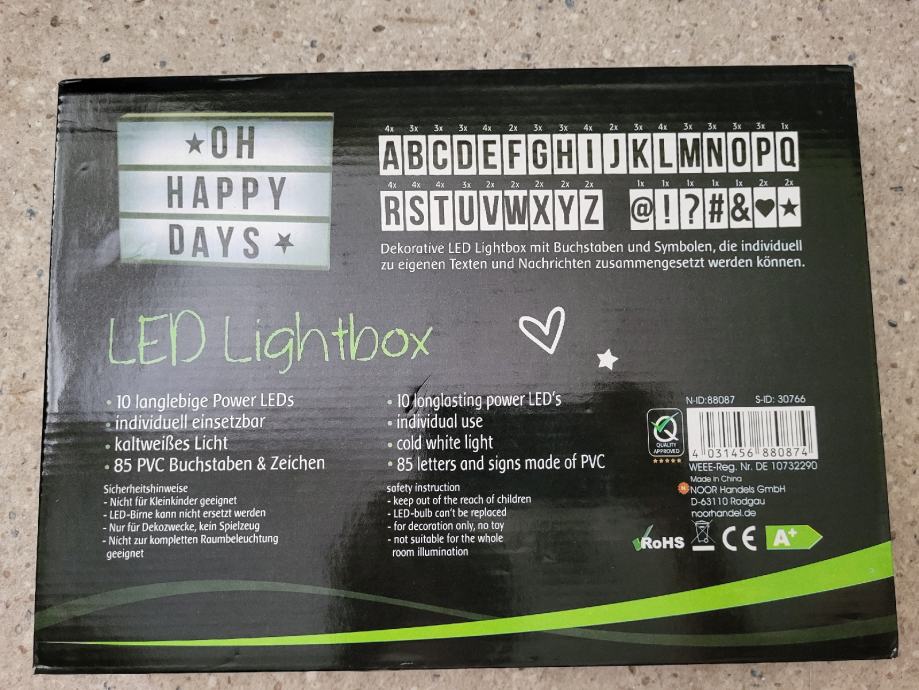 ★OH
HAPPY
DAYS★
4x 3x 3x 3x 4x 2x 3x 3x 4x 2x 3x 4x 3x 3x 3x 3x 1x
A B C D E F G H I J K L M N O P Q
4x 4x 4x 3x 2x 2x 2x 2x 2x 1x 1x 1x 1x 1x 2x 2x
R S T U V W X Y Z @ ! ? # & ♥ ★
Dekorative LED Lightbox mit Buchstaben und Symbolen, die individuell
zu eigenen Texten und Nachrichten zusammengesetzt werden können.
LED Lightbox
• 10 langlebige Power LEDs
• individuell einsetzbar
• kaltweißes Licht
• 85 PVC Buchstaben & Zeichen
Sicherheitshinweise
- Nicht für Kleinkinder geeignet
- LED-Birne kann nicht ersetzt werden
- Nur für Dekozwecke, kein Spielzeug
- Nicht zur kompletten Raumbeleuchtung
geeignet
• 10 longlasting power LED's
• individual use
• cold white light
• 85 letters and signs made of PVC
safety instruction
- keep out of the reach of children
- LED-bulb can't be replaced
- for decoration only, no toy
- not suitable for the whole
room illumination
N-ID:88087 S-ID: 30766
QUALITY
APPROVED
4 031456 880874
WEEE-Reg. Nr. DE 10732290
Made in China
NOOR Handels GmbH
D-63110 Rodgau
noorhandel.de
RoHS CE A+